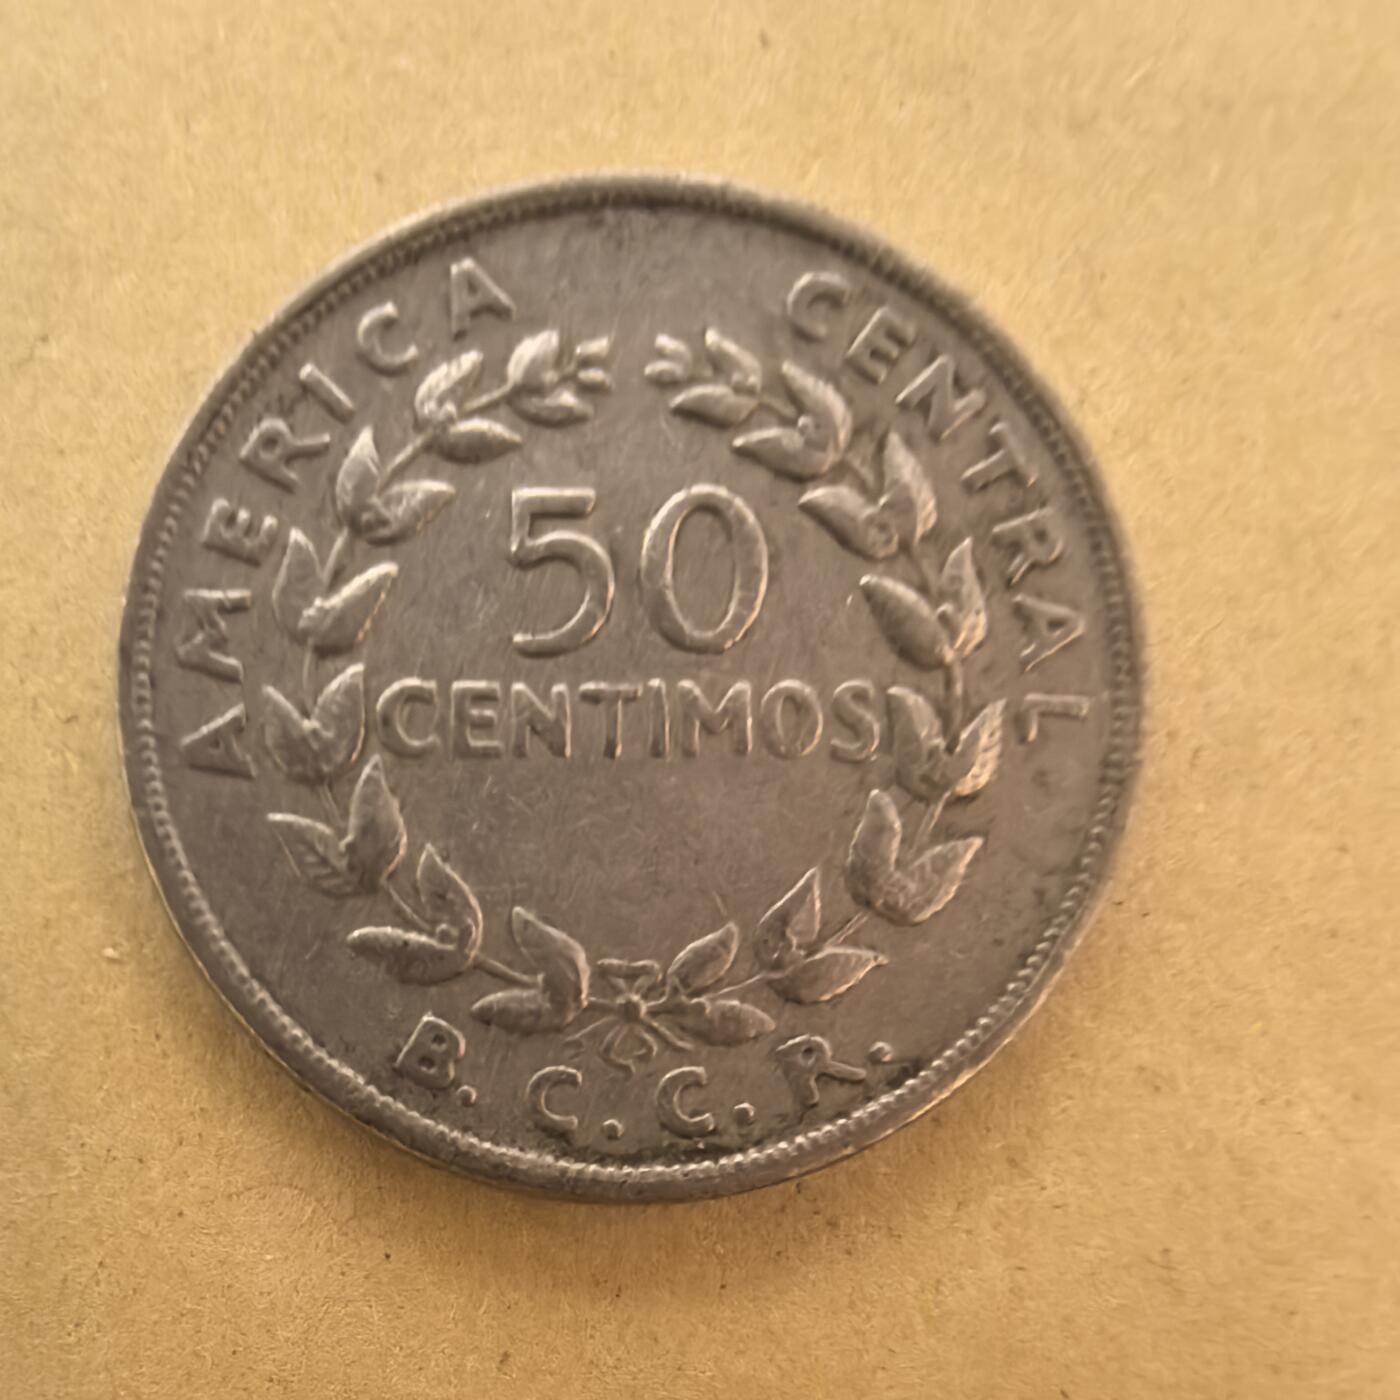 AMERICA CENTRAL
50
CENTIMOS
B.C.C.R.